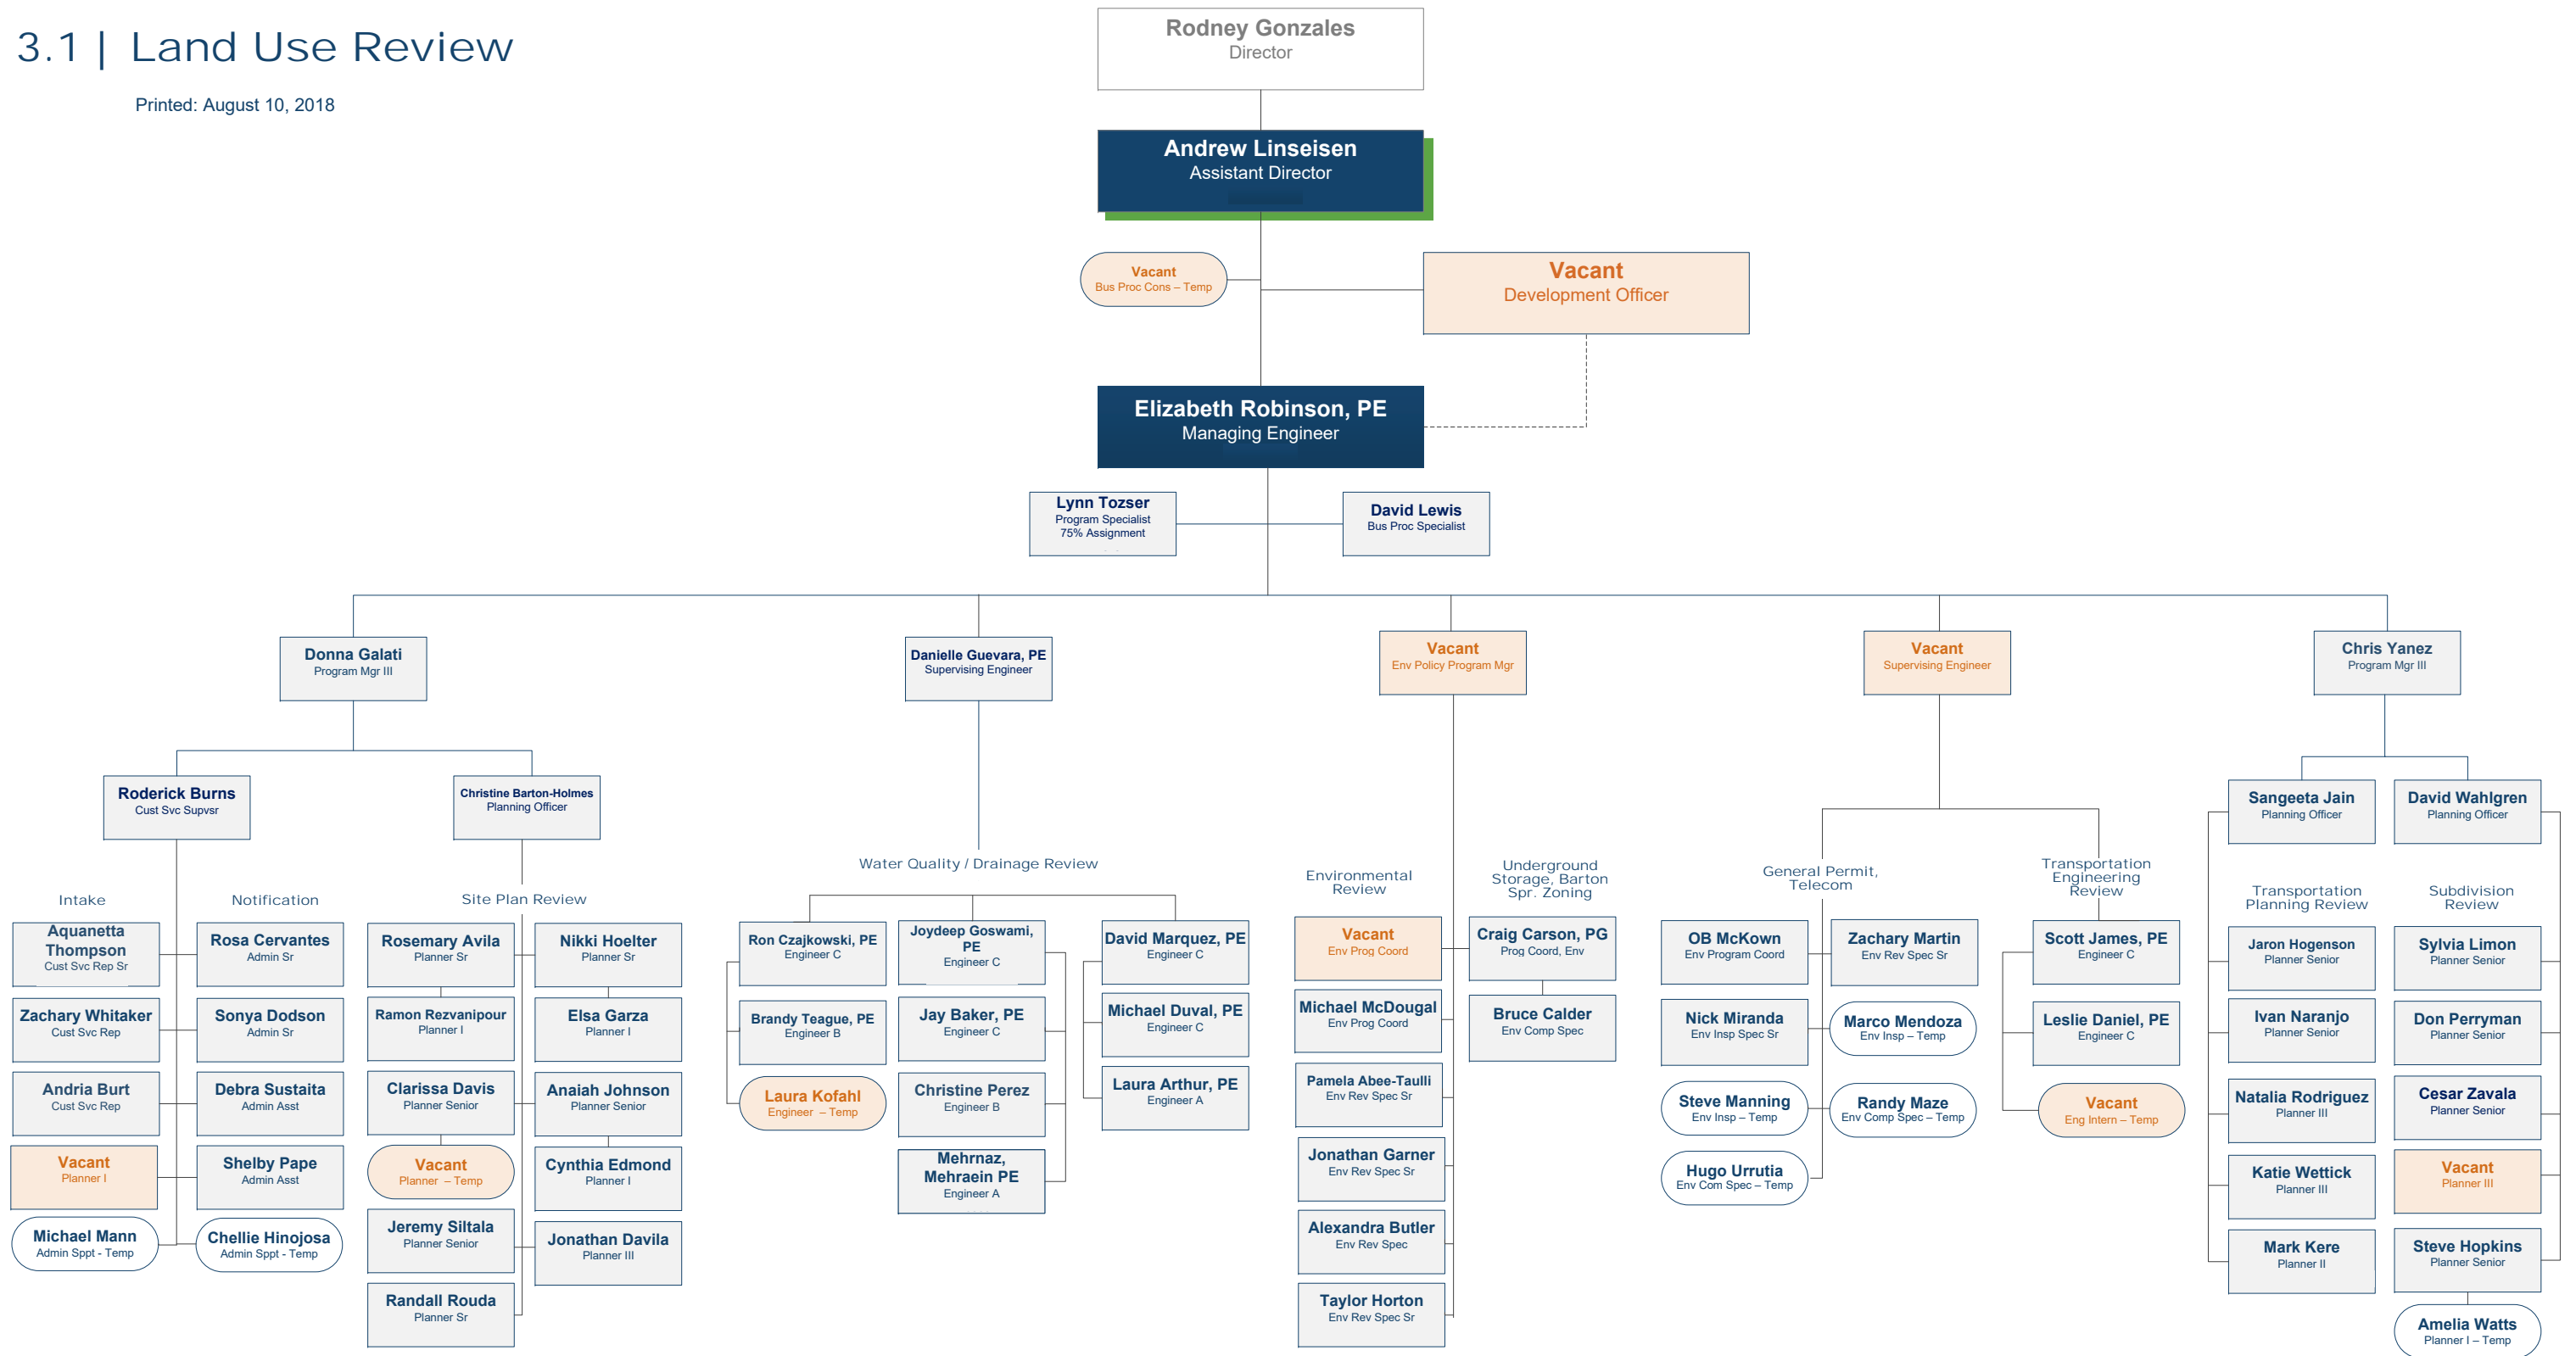 3.1 | Land Use Review
Printed: August 10, 2018
Rodney Gonzales
Director
Andrew Linseisen
Assistant Director
Vacant
Bus Proc Cons – Temp
Vacant
Development Officer
Elizabeth Robinson, PE
Managing Engineer
Lynn Tozser
Program Specialist
75% Assignment
David Lewis
Bus Proc Specialist
Donna Galati
Program Mgr III
Danielle Guevara, PE
Supervising Engineer
Vacant
Env Policy Program Mgr
Vacant
Supervising Engineer
Chris Yanez
Program Mgr III
Roderick Burns
Cust Svc Supvsr
Christine Barton-Holmes
Planning Officer
Sangeeta Jain
Planning Officer
David Wahlgren
Planning Officer
Intake
Aquanetta
Thompson
Cust Svc Rep Sr
Zachary Whitaker
Cust Svc Rep
Andria Burt
Cust Svc Rep
Vacant
Planner I
Michael Mann
Admin Sppt - Temp
Notification
Rosa Cervantes
Admin Sr
Sonya Dodson
Admin Sr
Debra Sustaita
Admin Asst
Shelby Pape
Admin Asst
Chellie Hinojosa
Admin Sppt - Temp
Site Plan Review
Rosemary Avila
Planner Sr
Ramon Rezvanipour
Planner I
Clarissa Davis
Planner Senior
Vacant
Planner – Temp
Jeremy Siltala
Planner Senior
Randall Rouda
Planner Sr
Nikki Hoelter
Planner Sr
Elsa Garza
Planner I
Anaiah Johnson
Planner Senior
Cynthia Edmond
Planner I
Jonathan Davila
Planner III
Water Quality / Drainage Review
Ron Czajkowski, PE
Engineer C
Brandy Teague, PE
Engineer B
Laura Kofahl
Engineer – Temp
Joydeep Goswami,
PE
Engineer C
Jay Baker, PE
Engineer C
Christine Perez
Engineer B
Mehrnaz,
Mehraein PE
Engineer A
David Marquez, PE
Engineer C
Michael Duval, PE
Engineer C
Laura Arthur, PE
Engineer A
Environmental
Review
Vacant
Env Prog Coord
Michael McDougal
Env Prog Coord
Pamela Abee-Taulli
Env Rev Spec Sr
Jonathan Garner
Env Rev Spec Sr
Alexandra Butler
Env Rev Spec
Taylor Horton
Env Rev Spec Sr
Underground
Storage, Barton
Spr. Zoning
Craig Carson, PG
Prog Coord, Env
Bruce Calder
Env Comp Spec
General Permit,
Telecom
OB McKown
Env Program Coord
Nick Miranda
Env Insp Spec Sr
Steve Manning
Env Insp – Temp
Hugo Urrutia
Env Com Spec – Temp
Zachary Martin
Env Rev Spec Sr
Marco Mendoza
Env Insp – Temp
Randy Maze
Env Comp Spec – Temp
Transportation
Engineering
Review
Scott James, PE
Engineer C
Leslie Daniel, PE
Engineer C
Vacant
Eng Intern – Temp
Transportation
Planning Review
Jaron Hogenson
Planner Senior
Ivan Naranjo
Planner Senior
Natalia Rodriguez
Planner III
Katie Wettick
Planner III
Mark Kere
Planner II
Subdivision
Review
Sylvia Limon
Planner Senior
Don Perryman
Planner Senior
Cesar Zavala
Planner Senior
Vacant
Planner III
Steve Hopkins
Planner Senior
Amelia Watts
Planner I – Temp